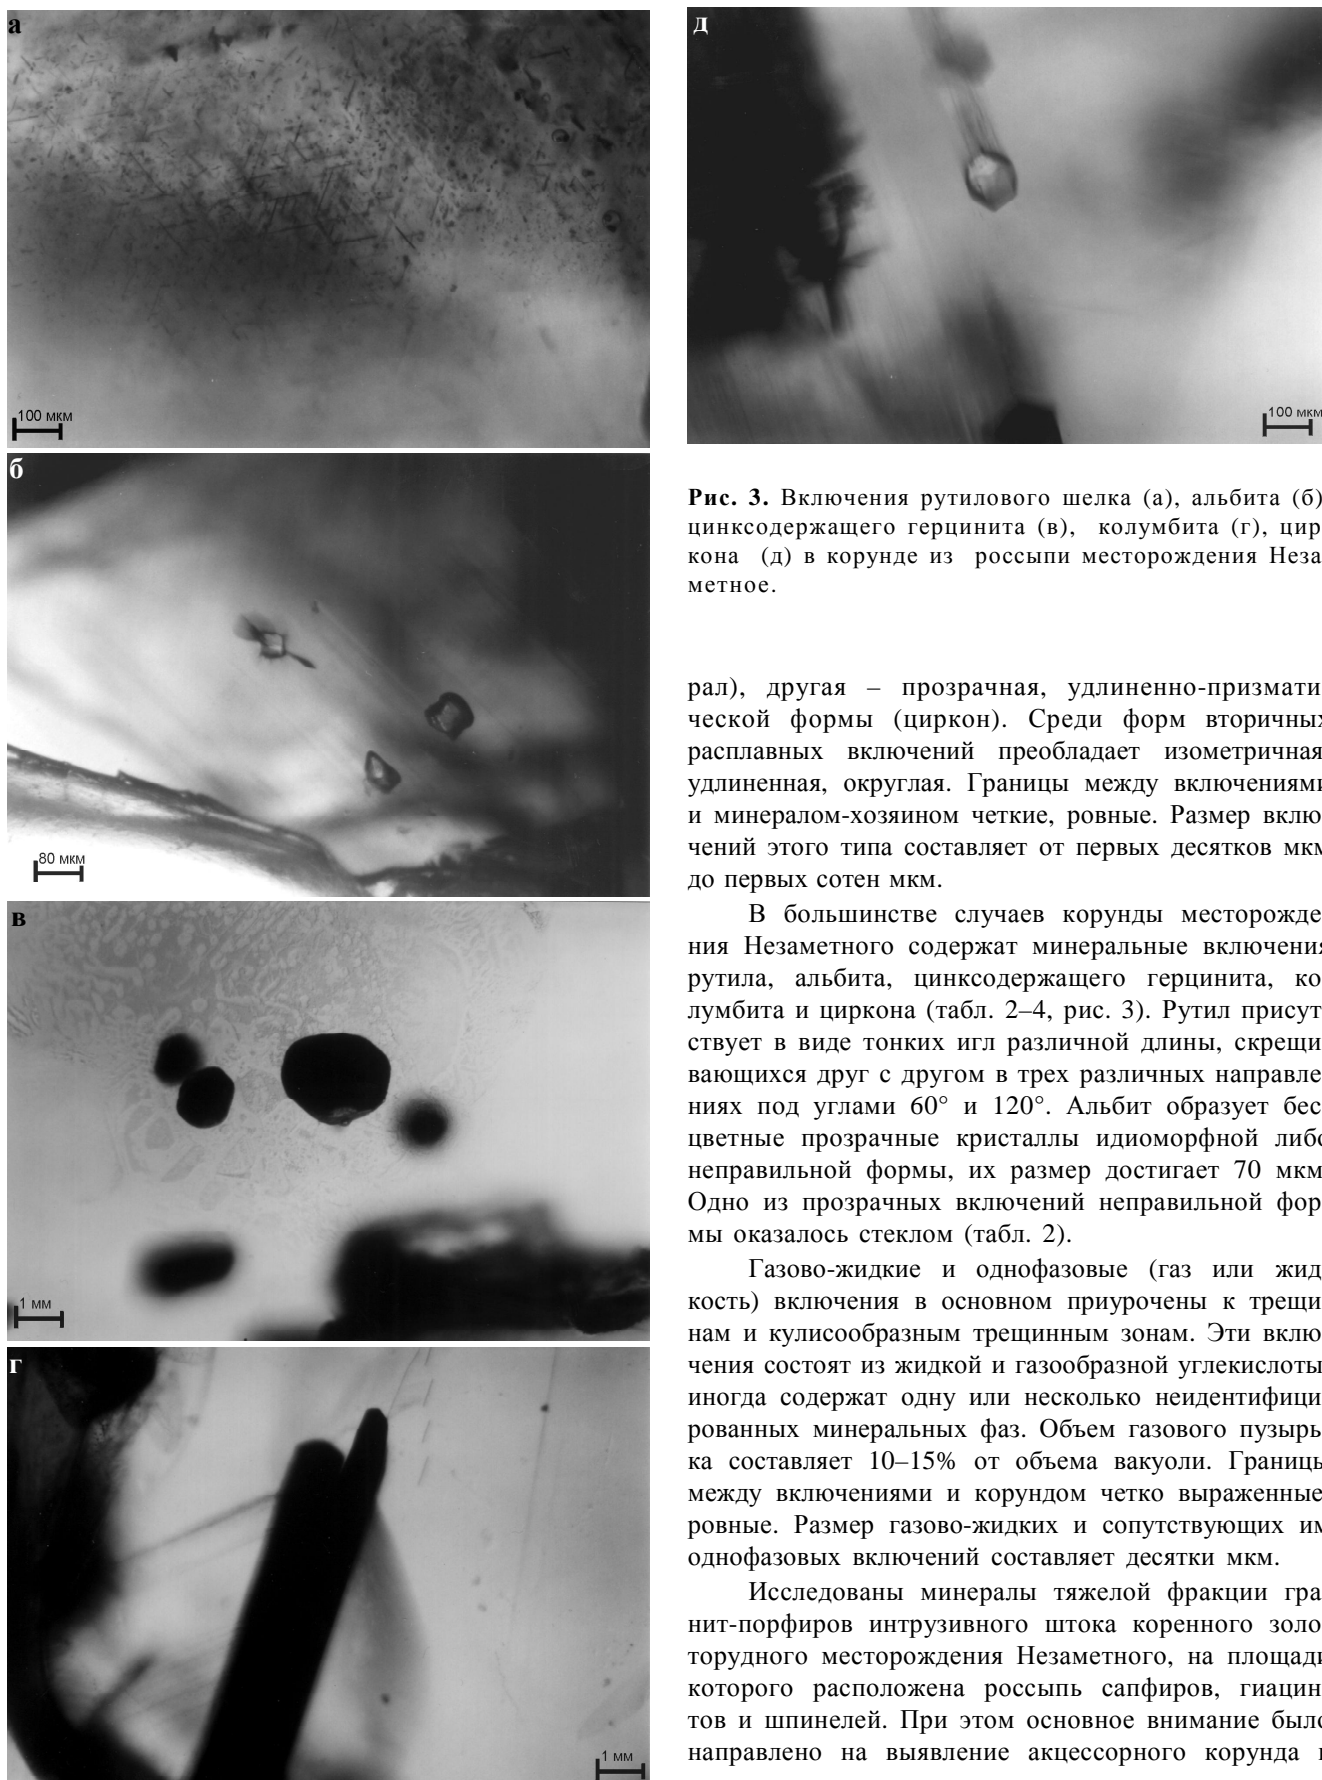 а
100 мкм
б
80 мкм
в
1 мм
г
1 мм
д
100 мкм
Рис. 3. Включения рутилового шелка (а), альбита (б)
цинксодержащего герцинита (в), колумбита (г), цир
кона (д) в корунде из россыпи месторождения Неза
метное.
рал), другая – прозрачная, удлиненно-призмати
ческой формы (циркон). Среди форм вторичных
расплавных включений преобладает изометричная
удлиненная, округлая. Границы между включениями
и минералом-хозяином четкие, ровные. Размер вклю
чений этого типа составляет от первых десятков мкм
до первых сотен мкм.
В большинстве случаев корунды месторожде
ния Незаметного содержат минеральные включения
рутила, альбита, цинксодержащего герцинита, ко
лумбита и циркона (табл. 2–4, рис. 3). Рутил присут
ствует в виде тонких игл различной длины, скрещи
вающихся друг с другом в трех различных направле
ниях под углами 60° и 120°. Альбит образует бес
цветные прозрачные кристаллы идиоморфной либо
неправильной формы, их размер достигает 70 мкм
Одно из прозрачных включений неправильной фор
мы оказалось стеклом (табл. 2).
Газово-жидкие и однофазовые (газ или жид
кость) включения в основном приурочены к трещи
нам и кулисообразным трещинным зонам. Эти вклю
чения состоят из жидкой и газообразной углекислоты
иногда содержат одну или несколько неидентифици
рованных минеральных фаз. Объем газового пузырь
ка составляет 10–15% от объема вакуоли. Границы
между включениями и корундом четко выраженные
ровные. Размер газово-жидких и сопутствующих им
однофазовых включений составляет десятки мкм.
Исследованы минералы тяжелой фракции гра
нит-порфиров интрузивного штока коренного золо
торудного месторождения Незаметного, на площади
которого расположена россыпь сапфиров, гиацин
тов и шпинелей. При этом основное внимание было
направлено на выявление акцессорного корунда